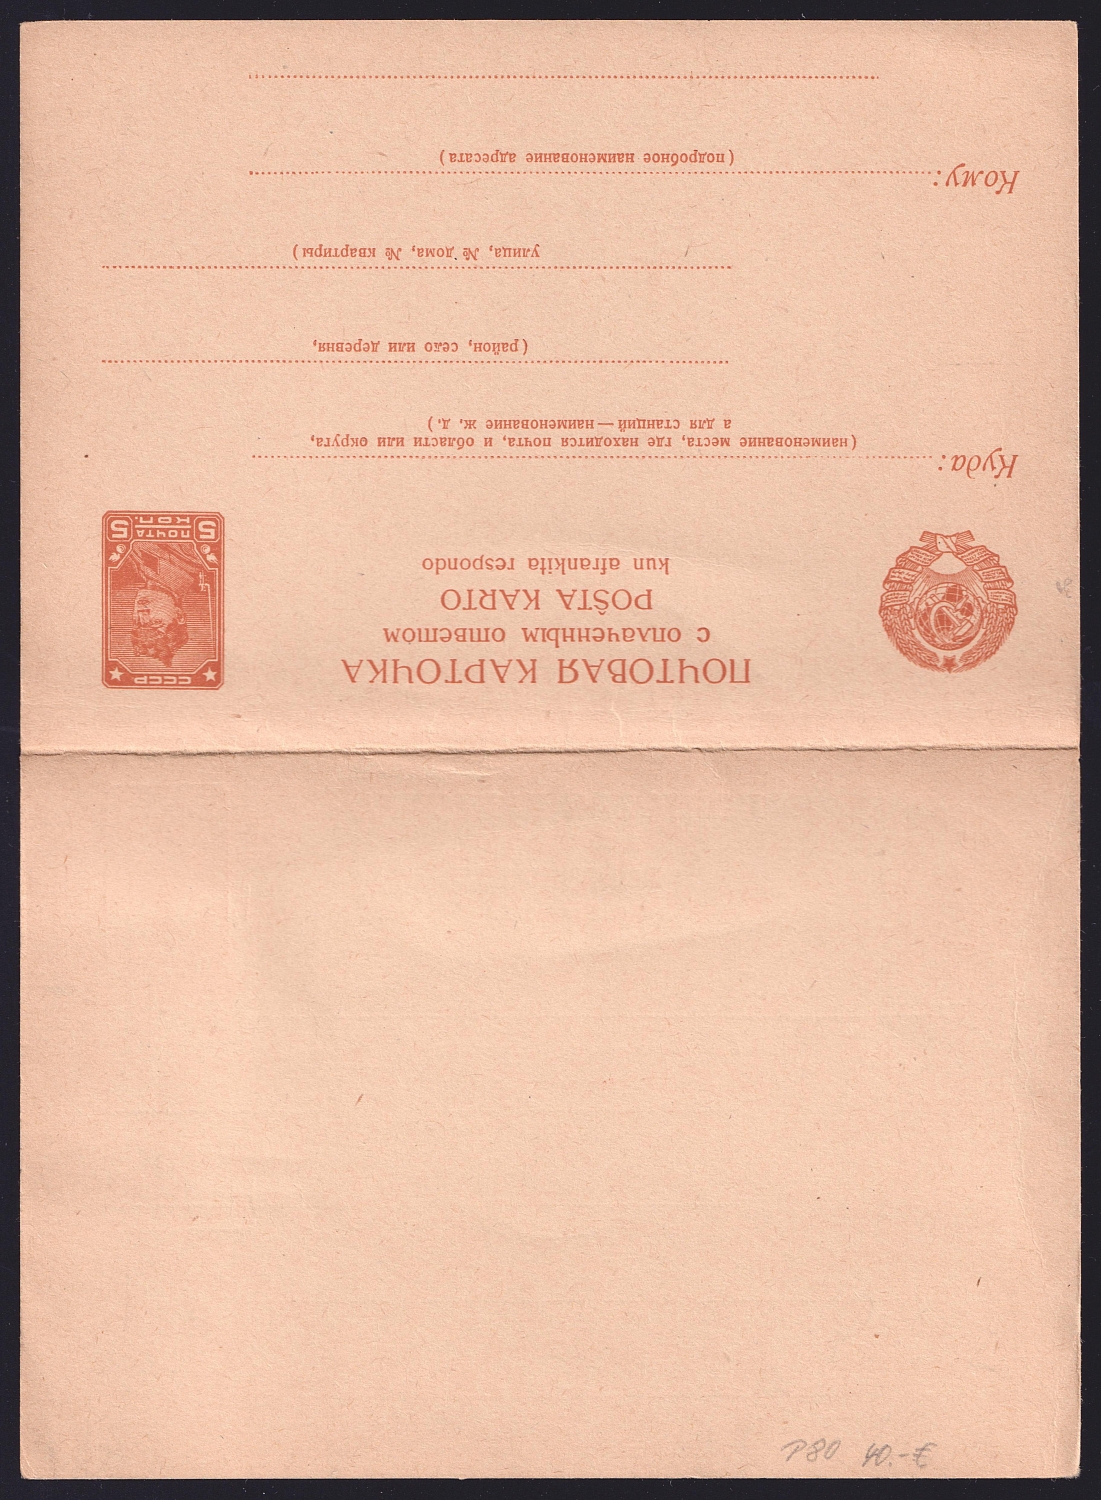 СССР
ПОЧТОВАЯ КАРТОЧКА
с оплаченным ответом
POŜTA KARTO
kun afrankita respondo
ПОЧТА
5 КОП. 5
Куда:
(наименование места, где находится почта, и области или округа,
а для станций — наименование ж. д.)
(район, село или деревня,
улица, № дома, № квартиры)
Кому:
(подробное наименование адресата)
P80 40.-€